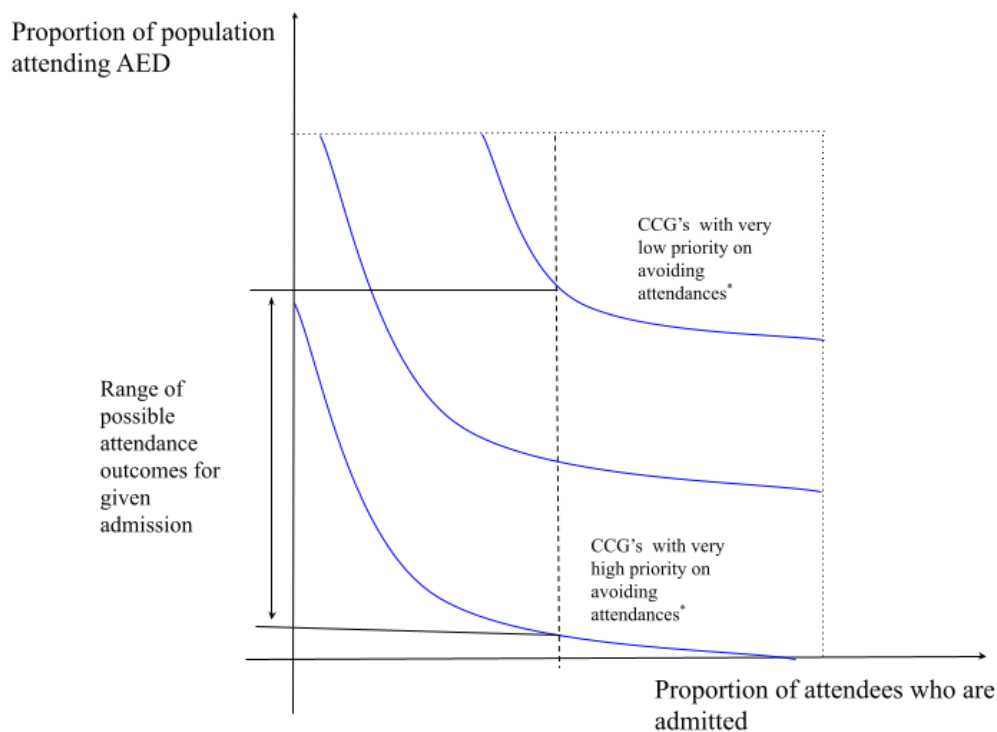 Proportion of population
attending AED
CCG's  with very
low priority on
avoiding
attendances*
Range of
possible
attendance
outcomes for
given
admission
CCG's  with very
high priority on
avoiding
attendances*
Proportion of attendees who are
admitted